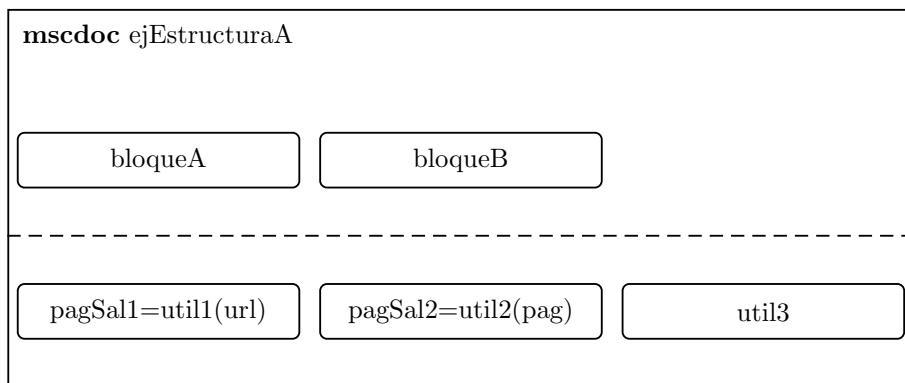 mscdoc ejEstructuraA
bloqueA bloqueB
pagSal1=util1(url) pagSal2=util2(pag) util3